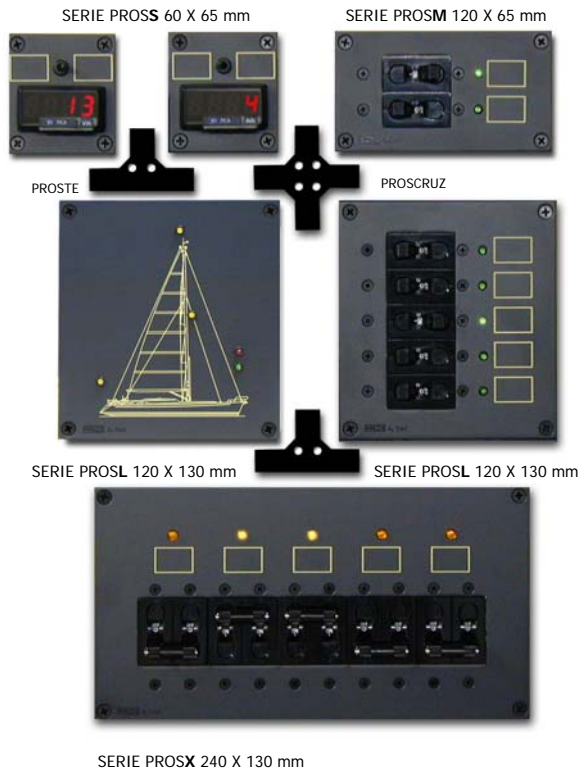 SERIE PROSS 60 X 65 mm
SERIE PROSM 120 X 65 mm
13
4
PROSTE
PROSCRUZ
SERIE PROSL 120 X 130 mm
SERIE PROSL 120 X 130 mm
SERIE PROSX 240 X 130 mm